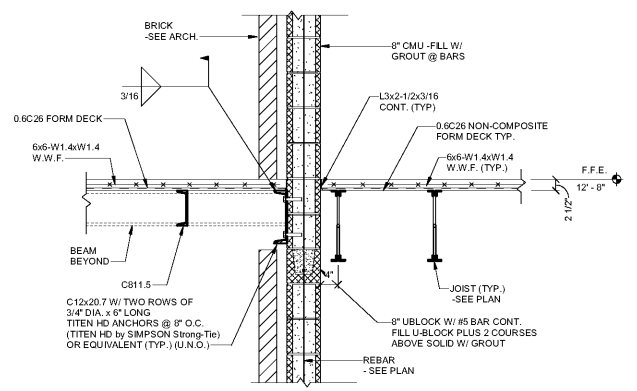 BRICK
-SEE ARCH.
8" CMU -FILL W/
GROUT @ BARS
3/16
L3x2-1/2x3/16
CONT. (TYP)
0.6C26 FORM DECK
0.6C26 NON-COMPOSITE
FORM DECK TYP.
6x6-W1.4xW1.4
W.W.F.
6x6-W1.4xW1.4
W.W.F. (TYP.)
F.F.E.
12' - 8"
2 1/2"
BEAM
BEYOND
C811.5
4"
JOIST (TYP.)
-SEE PLAN
C12x20.7 W/ TWO ROWS OF
3/4" DIA. x 6" LONG
TITEN HD ANCHORS @ 8" O.C.
(TITEN HD by SIMPSON Strong-Tie)
OR EQUIVALENT (TYP.) (U.N.O.)
8" UBLOCK W/ #5 BAR CONT.
FILL U-BLOCK PLUS 2 COURSES
ABOVE SOLID W/ GROUT
REBAR
- SEE PLAN